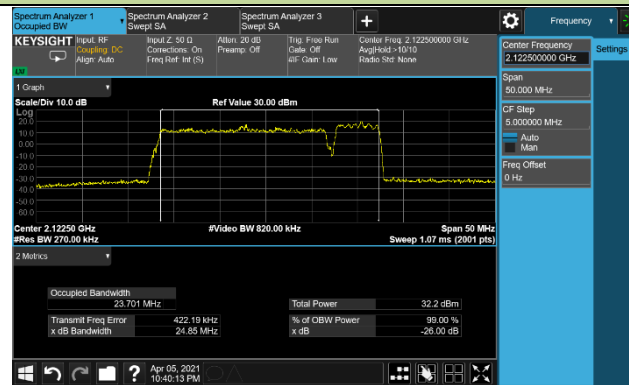 Spectrum Analyzer 1
Occupied BW
Spectrum Analyzer 2
Swept SA
Spectrum Analyzer 3
Swept SA
Frequency
KEYSIGHT
Input: RF
Coupling: DC
Align: Auto
Input Z: 50 Ω
Corrections: On
Freq Ref: Int (S)
Atten: 20 dB
Preamp: Off
Trig: Free Run
Gate: Off
#IF Gain: Low
Center Freq: 2.122500000 GHz
Avg|Hold:>10/10
Radio Std: None
Center Frequency
2.122500000 GHz
Settings
Span
50.000 MHz
CF Step
5.000000 MHz
Auto
Man
Freq Offset
0 Hz
1 Graph
Scale/Div 10.0 dB
Ref Value 30.00 dBm
Log
20.0
10.0
0.00
-10.0
-20.0
-30.0
-40.0
-50.0
-60.0
Center 2.12250 GHz
#Video BW 820.00 kHz
Span 50 MHz
#Res BW 270.00 kHz
Sweep 1.07 ms (2001 pts)
2 Metrics
Occupied Bandwidth
23.701 MHz
Total Power
32.2 dBm
Transmit Freq Error
422.19 kHz
% of OBW Power
99.00 %
x dB Bandwidth
24.85 MHz
x dB
-26.00 dB
?
Apr 05, 2021
10:40:13 PM